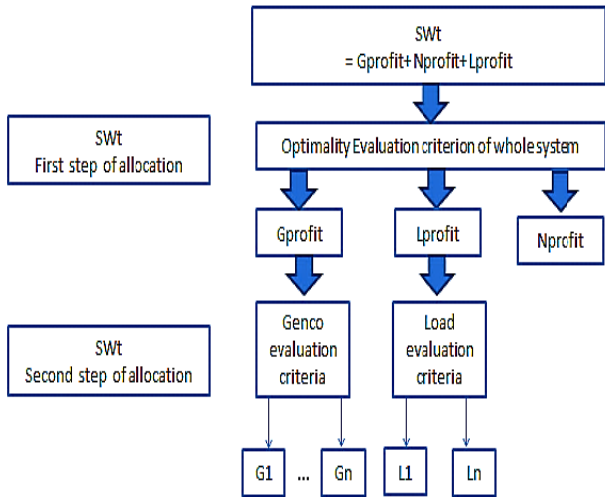 SWt
= Gprofit+ Nprofit+ Lprofit
SWt
First step of allocation
Optimality Evaluation criterion of whole system
Gprofit
Lprofit
Nprofit
SWt
Second step of allocation
Genco
evaluation
criteria
Load
evaluation
criteria
G1 ... Gn L1 Ln